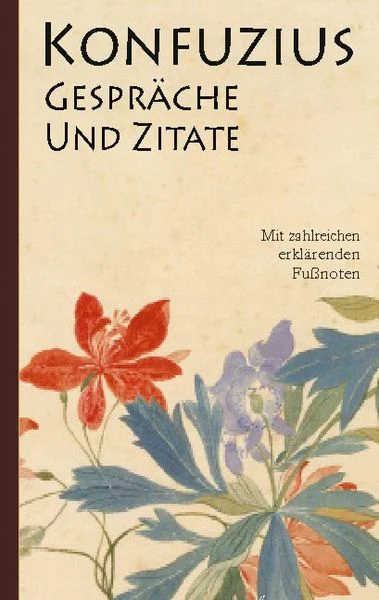 KONFUZIUS
GESPRÄCHE
UND ZITATE
Mit zahlreichen
erklärenden
Fußnoten